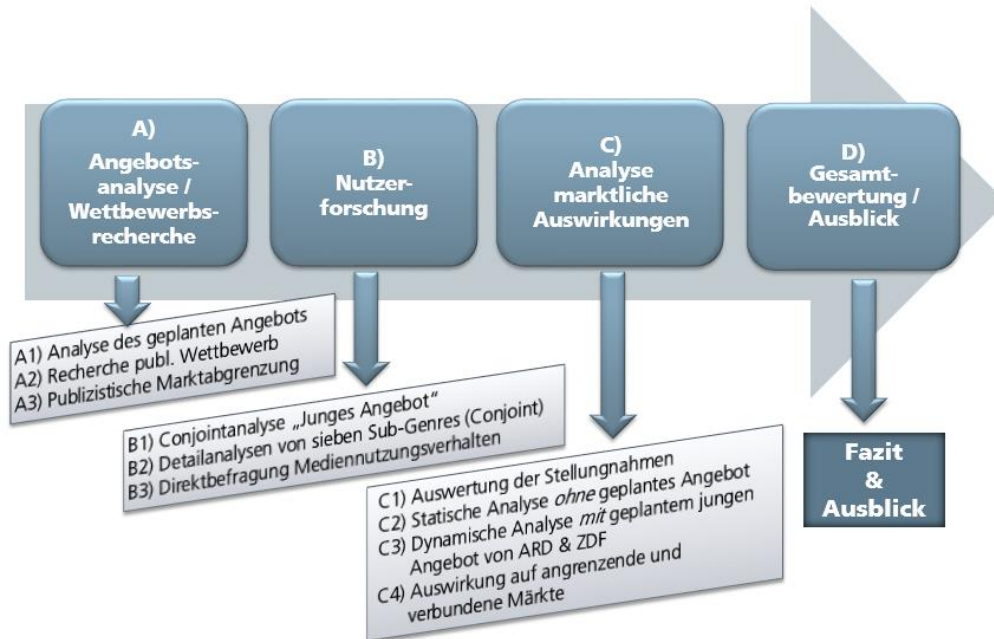 A)
Angebots-
analyse /
Wettbewerbs-
recherche
B)
Nutzer-
forschung
C)
Analyse
marktliche
Auswirkungen
D)
Gesamt-
bewertung /
Ausblick
A1) Analyse des geplanten Angebots
A2) Recherche publ. Wettbewerb
A3) Publizistische Marktabgrenzung
B1) Conjointanalyse „Junges Angebot“
B2) Detailanalysen von sieben Sub-Genres (Conjoint)
B3) Direktbefragung Mediennutzungsverhalten
C1) Auswertung der Stellungnahmen
C2) Statische Analyse ohne geplantes Angebot
C3) Dynamische Analyse mit geplantem jungen
Angebot von ARD & ZDF
C4) Auswirkung auf angrenzende und
verbundene Märkte
Fazit
&
Ausblick